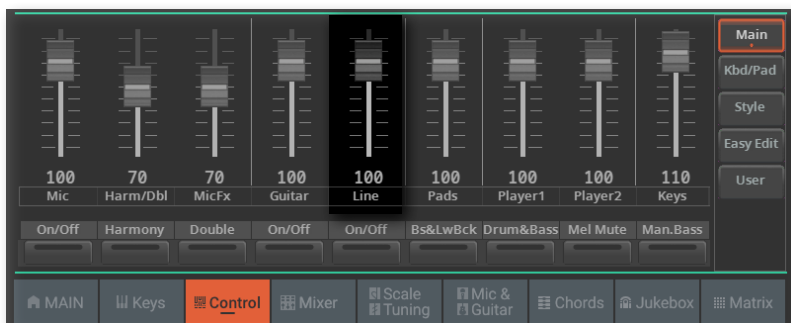 Main
Kbd/Pad
Style
Easy Edit
User
100 70 70 100 100 100 100 100 110
Mic Harm/Dbl MicFx Guitar Line Pads Player1 Player2 Keys
On/Off Harmony Double On/Off On/Off Bs&LwBck Drum&Bass Mel Mute Man.Bass
MAIN Keys Control Mixer Scale Tuning Mic & Guitar Chords Jukebox Matrix